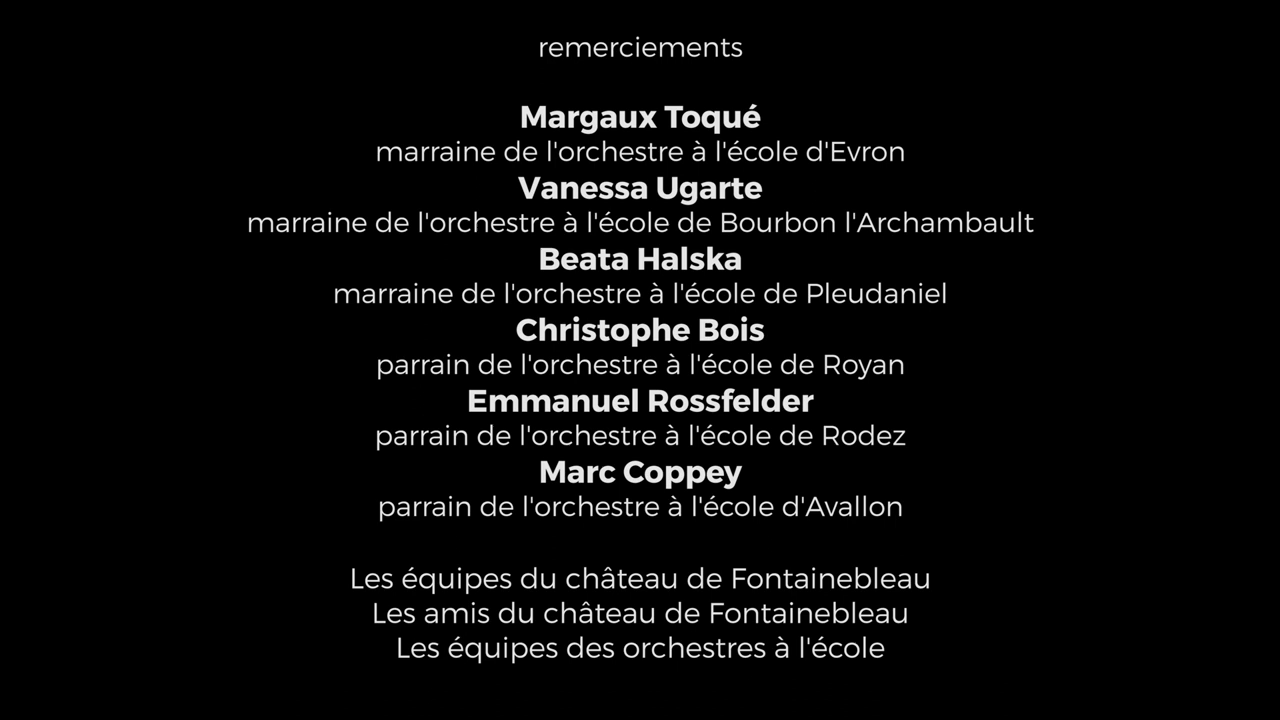 remerciements
Margaux Toqué
marraine de l'orchestre à l'école d'Evron
Vanessa Ugarte
marraine de l'orchestre à l'école de Bourbon l'Archambault
Beata Halska
marraine de l'orchestre à l'école de Pleudaniel
Christophe Bois
parrain de l'orchestre à l'école de Royan
Emmanuel Rossfelder
parrain de l'orchestre à l'école de Rodez
Marc Coppey
parrain de l'orchestre à l'école d'Avallon
Les équipes du château de Fontainebleau
Les amis du château de Fontainebleau
Les équipes des orchestres à l'école